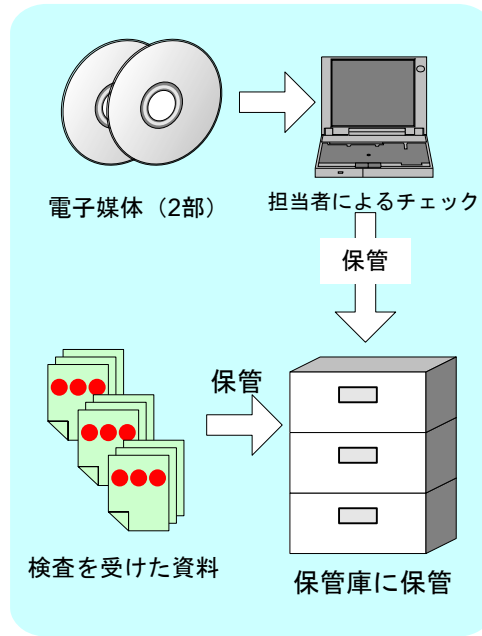 電子媒体（2部）
担当者によるチェック
保管
保管
検査を受けた資料
保管庫に保管